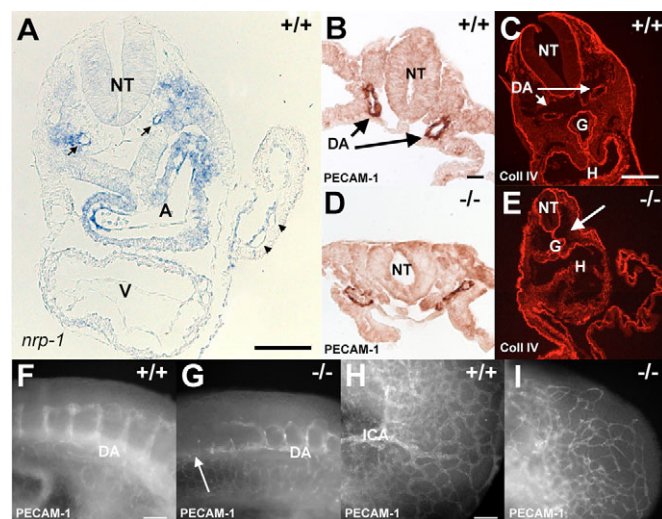 A +/+
NT
A
V
nrp-1
B +/+
NT
DA
PECAM-1
C +/+
NT
DA
G
H
Coll IV
D -/-
NT
PECAM-1
E -/-
NT
G
H
Coll IV
F +/+
DA
PECAM-1
G -/-
DA
PECAM-1
H +/+
ICA
PECAM-1
I -/-
PECAM-1